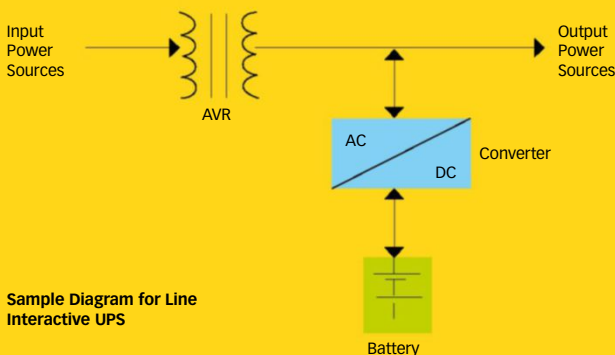 Input
Power
Sources
Output
Power
Sources
AVR
AC
DC
Converter
Sample Diagram for Line
Interactive UPS
Battery